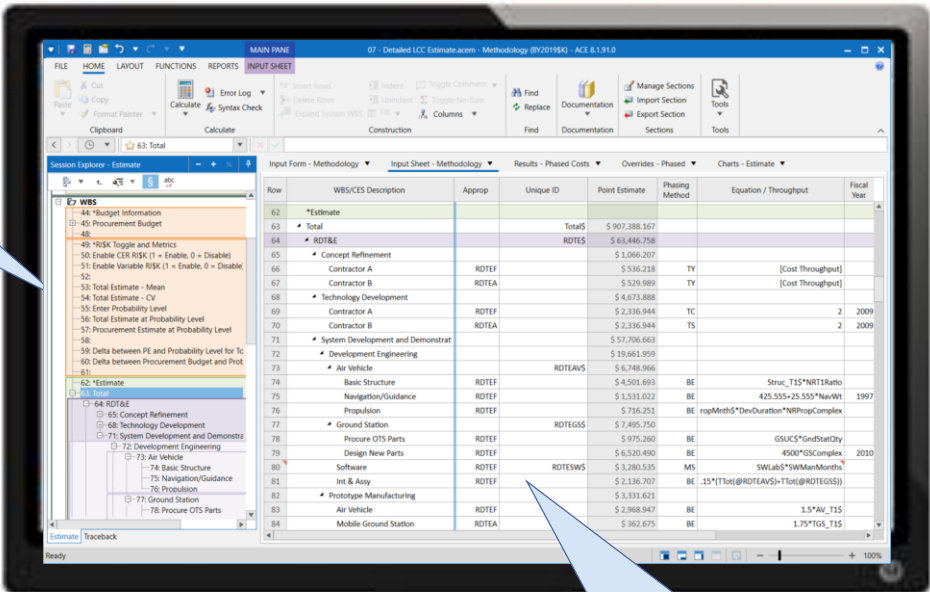 MAIN PANE
07 - Detailed LCC Estimate.acem - Methodology (BY2019$K) - ACE 8.1.91.0
FILE HOME LAYOUT FUNCTIONS REPORTS INPUT SHEET
Paste
Cut
Copy
Format Painter
Clipboard
Calculate
Error Log
Syntax Check
Calculate
Insert Rows
Delete Rows
Expand System WBS
Indent
Unindent
Fill
Toggle Comment
Toggle No-Sum
Columns
Construction
Find
Replace
Find
Documentation
Documentation
Manage Sections
Import Section
Export Section
Sections
Tools
Tools
63: Total
Session Explorer - Estimate
abc
WBS
44: *Budget Information
45: Procurement Budget
48:
49: *RI$K Toggle and Metrics
50: Enable CER RI$K (1 = Enable, 0 = Disable)
51: Enable Variable RI$K (1 = Enable, 0 = Disable
52:
53: Total Estimate - Mean
54: Total Estimate - CV
55: Enter Probability Level
56: Total Estimate at Probability Level
57: Procurement Estimate at Probability Level
58:
59: Delta between PE and Probability Level for Tc
60: Delta between Procurement Budget and Prot
61:
62: *Estimate
63: Total
64: RDT&E
65: Concept Refinement
68: Technology Development
71: System Development and Demonstra
72: Development Engineering
73: Air Vehicle
74: Basic Structure
75: Navigation/Guidance
76: Propulsion
77: Ground Station
78: Procure OTS Parts
Estimate Traceback
Input Form - Methodology Input Sheet - Methodology Results - Phased Costs Overrides - Phased Charts - Estimate
Row WBS/CES Description Approp Unique ID Point Estimate Phasing Method Equation / Throughput Fiscal Year
62 *Estimate
63 Total Total$ $ 907,388.167
64 RDT&E RDTE$ $ 63,446.758
65 Concept Refinement $ 1,066.207
66 Contractor A RDTEF $ 536.218 TY [Cost Throughput]
67 Contractor B RDTEA $ 529.989 TY [Cost Throughput]
68 Technology Development $ 4,673.888
69 Contractor A RDTEF $ 2,336.944 TC 2 2009
70 Contractor B RDTEA $ 2,336.944 TS 2 2009
71 System Development and Demonstrat $ 57,706.663
72 Development Engineering $ 19,661.959
73 Air Vehicle RDTEAV$ $ 6,748.966
74 Basic Structure RDTEF $ 4,501.693 BE Struc_T1$*NRT1Ratio
75 Navigation/Guidance RDTEF $ 1,531.022 BE 425.555+25.555*NavWt 1997
76 Propulsion RDTEF $ 716.251 BE ropMnth$*DevDuration*NRPropComplex
77 Ground Station RDTEGS$ $ 7,495.750
78 Procure OTS Parts RDTEF $ 975.260 BE GSUC$*GndStatQty
79 Design New Parts RDTEF $ 6,520.490 BE 4500*GSComplex 2010
80 Software RDTEF RDTESW$ $ 3,280.535 MS SWLab$*SWManMonths
81 Int & Assy RDTEF $ 2,136.707 BE .15*(TTot(@RDTEAV$)+TTot(@RDTEGS$))
82 Prototype Manufacturing $ 3,331.621
83 Air Vehicle RDTEF $ 2,968.947 BE 1.5*AV_T1$
84 Mobile Ground Station RDTEA $ 362.675 BE 1.75*TGS_T1$
Ready
100%